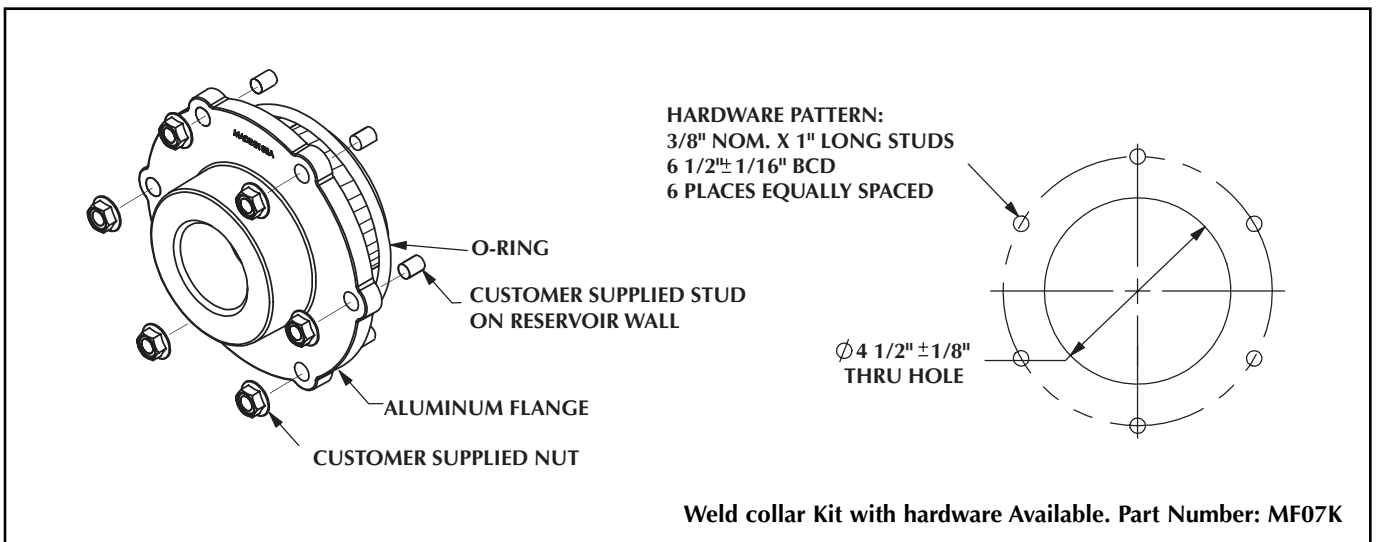 HARDWARE PATTERN:
3/8" NOM. X 1" LONG STUDS
6 1/2"± 1/16" BCD
6 PLACES EQUALLY SPACED
O-RING
CUSTOMER SUPPLIED STUD
ON RESERVOIR WALL
∅ 4 1/2" ±1/8"
THRU HOLE
ALUMINUM FLANGE
CUSTOMER SUPPLIED NUT
Weld collar Kit with hardware Available. Part Number: MF07K